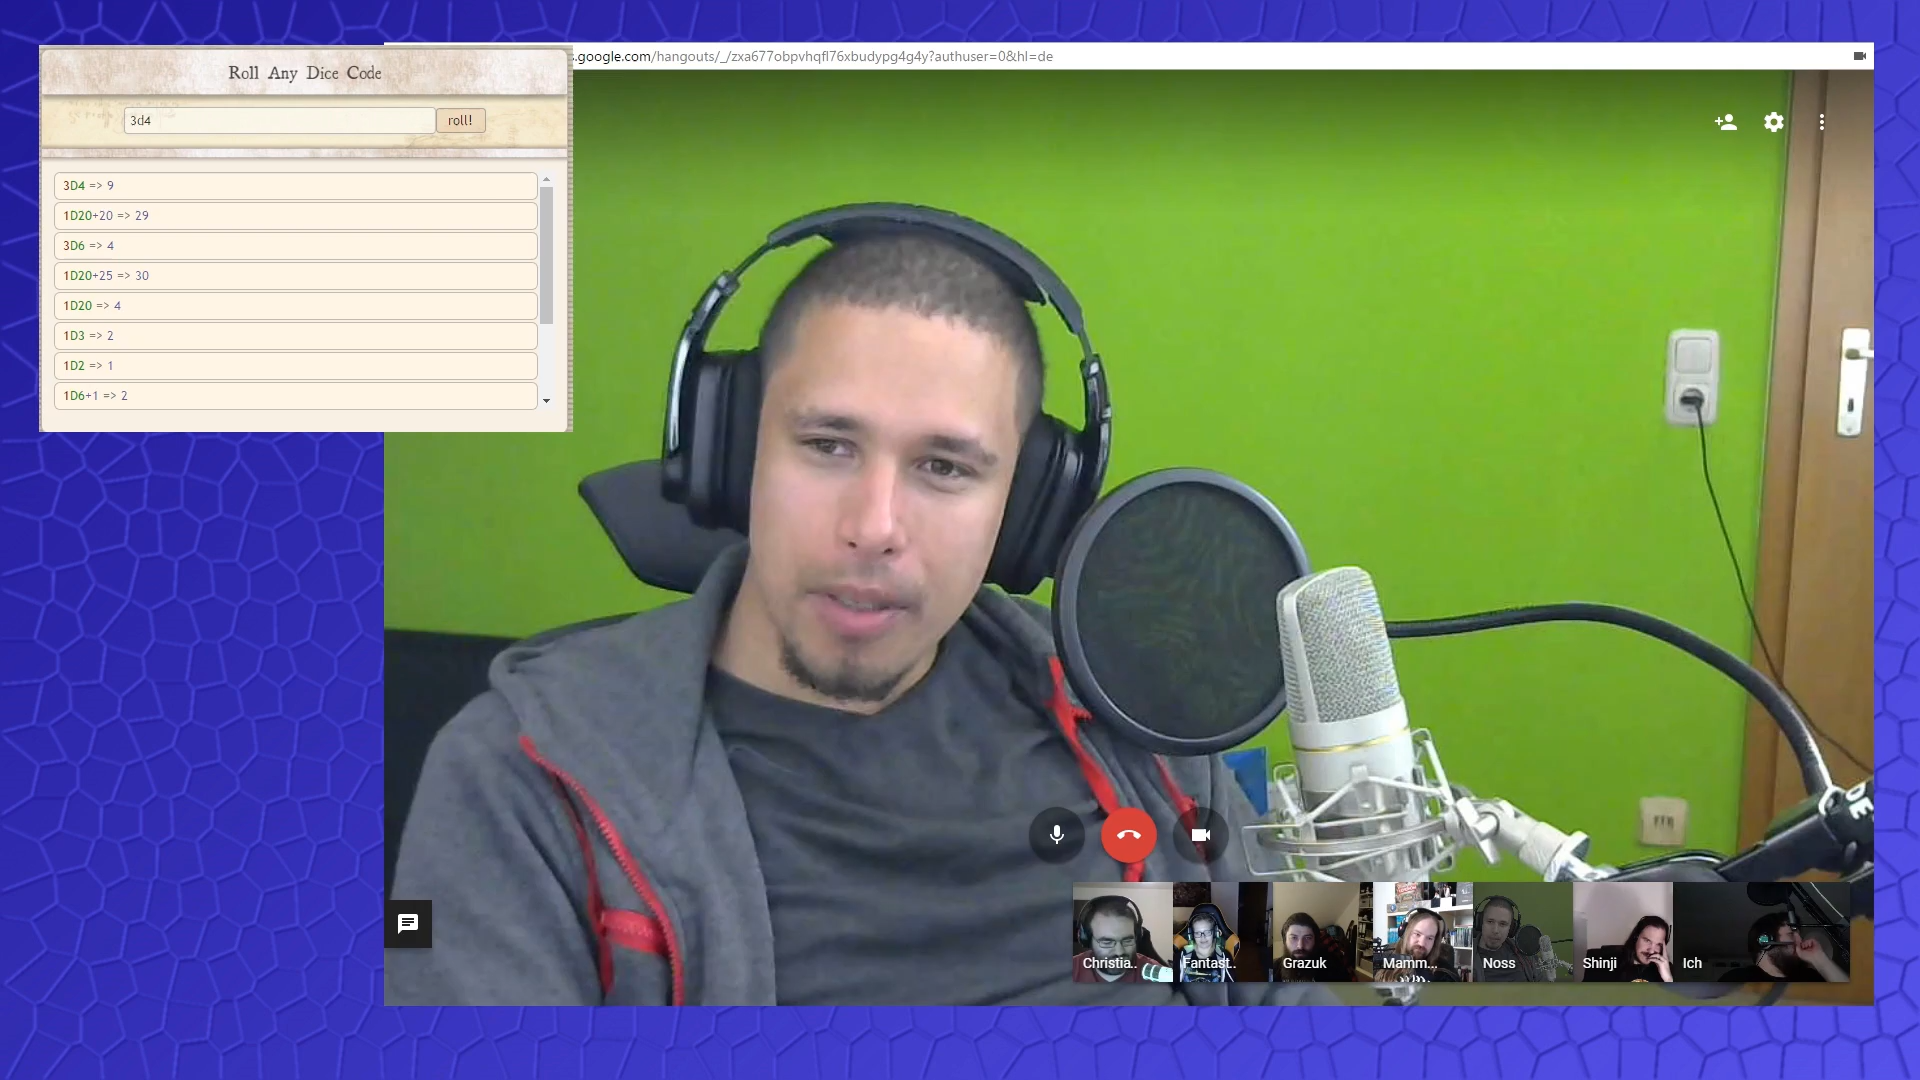 Roll Any Dice Code
3d4
roll!
3D4 => 9
1D20+20 => 29
3D6 => 4
1D20+25 => 30
1D20 => 4
1D3 => 2
1D2 => 1
1D6+1 => 2
s.google.com/hangouts/_/zxa677obpvhqfl76xbudypg4g4y?authuser=0&hl=de
DE
Christia..
Fantast..
Grazuk
Mamm...
Noss
Shinji
Ich